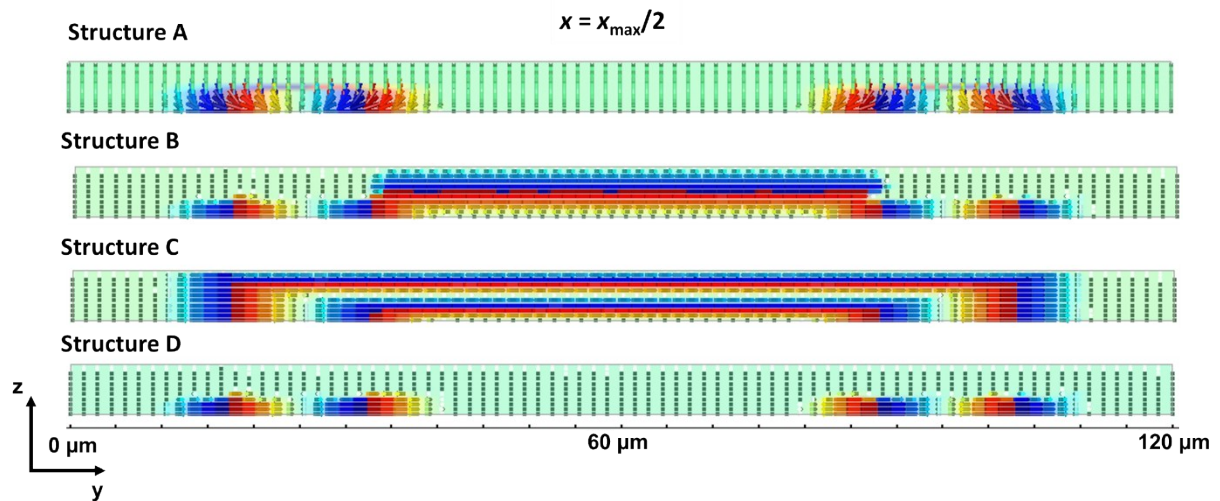 x = xmax/2
Structure A
Structure B
Structure C
Structure D
z
0 µm
60 µm
120 µm
y